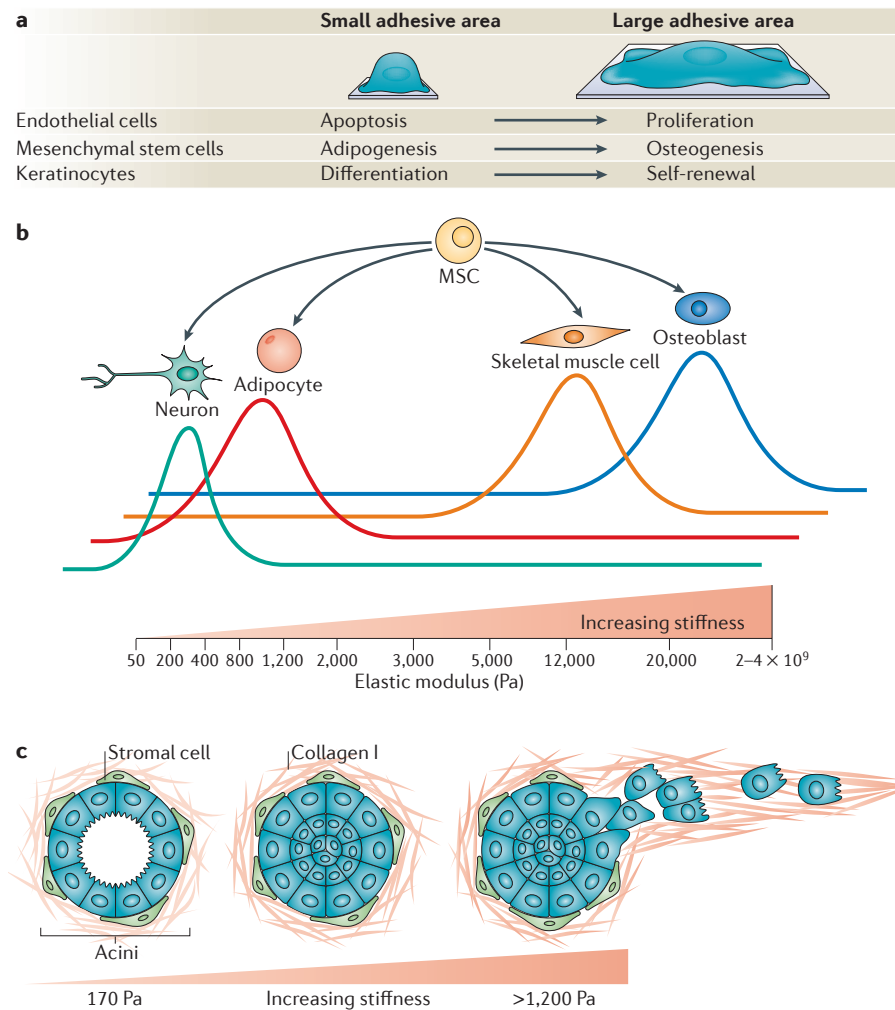 a
Small adhesive area Large adhesive area
Endothelial cells Apoptosis Proliferation
Mesenchymal stem cells Adipogenesis Osteogenesis
Keratinocytes Differentiation Self-renewal
b
MSC
Osteoblast
Skeletal muscle cell
Adipocyte
Neuron
Increasing stiffness
50 200 400 800 1,200 2,000 3,000 5,000 12,000 20,000 2–4 × 10⁹
Elastic modulus (Pa)
c
Stromal cell Collagen I
Acini
170 Pa Increasing stiffness >1,200 Pa